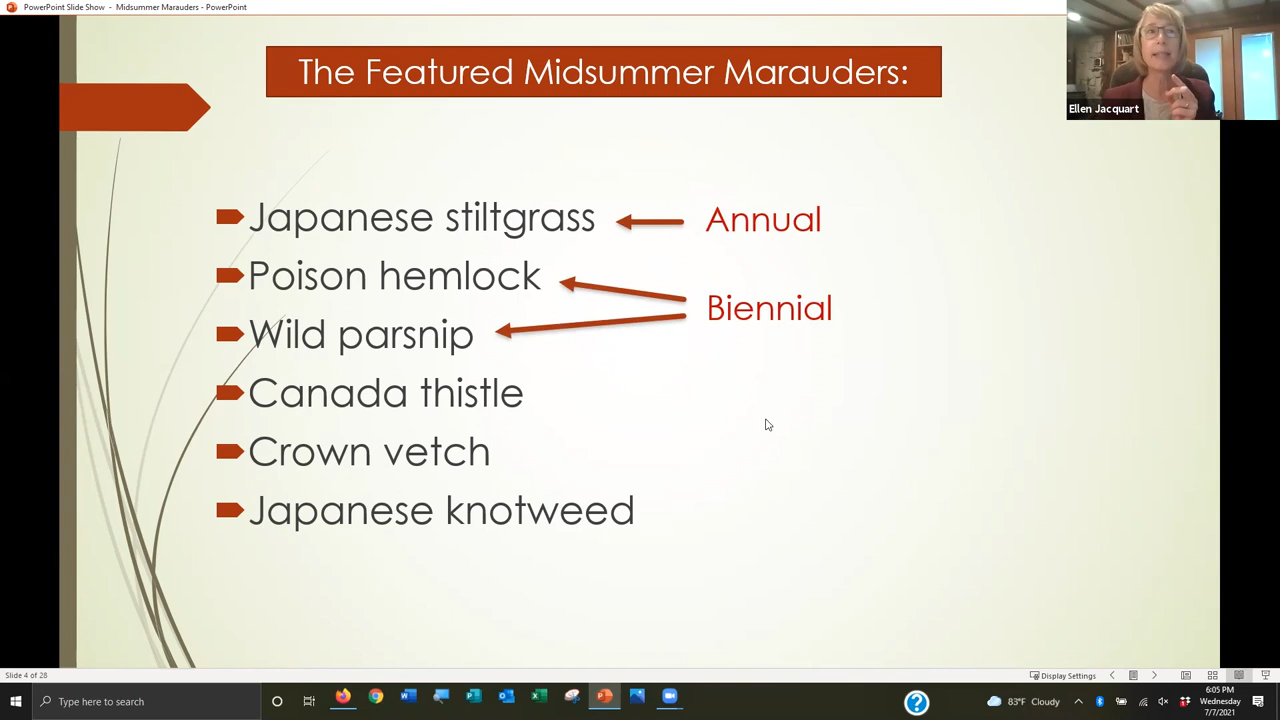 PowerPoint Slide Show - Midsummer Marauders - PowerPoint
The Featured Midsummer Marauders:
Ellen Jacquart
Japanese stiltgrass
Annual
Poison hemlock
Biennial
Wild parsnip
Canada thistle
Crown vetch
Japanese knotweed
Slide 4 of 28
Display Settings
Type here to search
83°F Cloudy
6:05 PM
Wednesday
7/7/2021